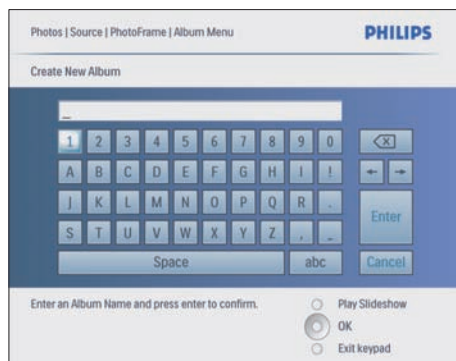 Photos | Source | PhotoFrame | Album Menu PHILIPS
Create New Album
_
1 2 3 4 5 6 7 8 9 0
A B C D E F G H I !
J K L M N O P Q R .
Enter
S T U V W X Y Z , _
Space abc Cancel
Enter an Album Name and press enter to confirm.
Play Slideshow
OK
Exit keypad